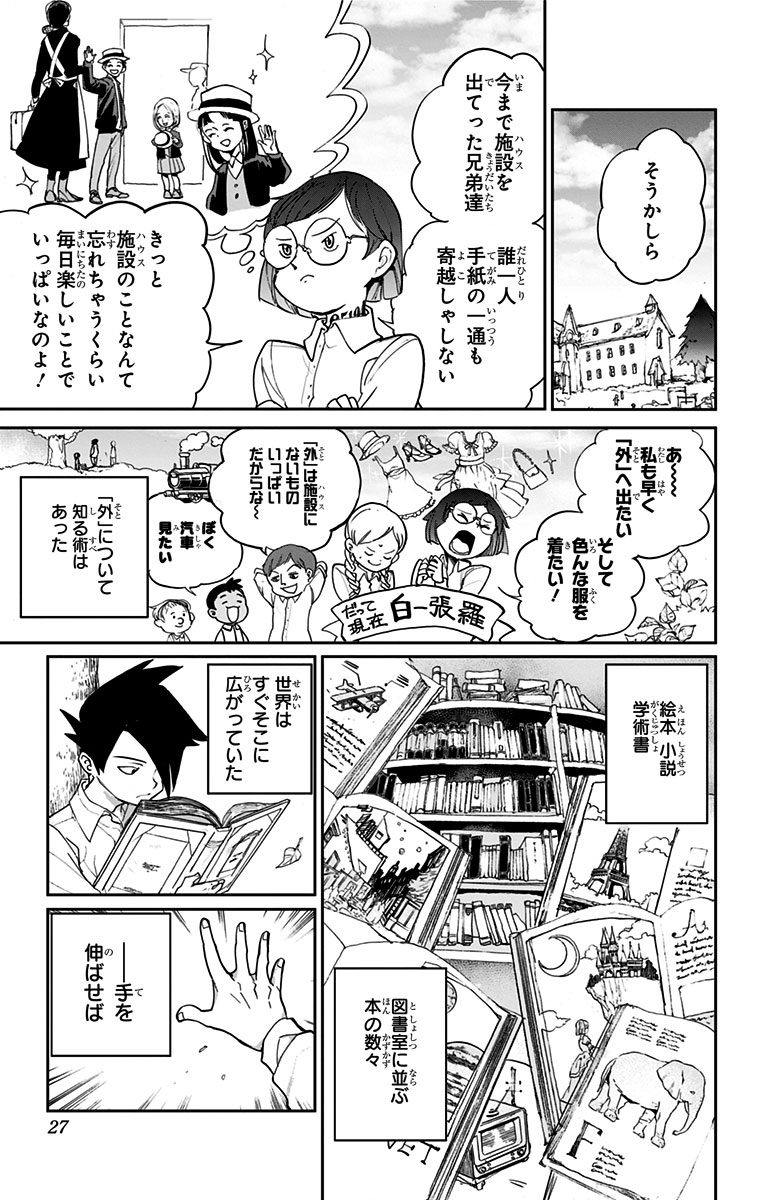 そうかしら
今まで施設を
出てった兄弟達
誰一人
手紙の一通も
寄越しゃしない
きっと
施設のことなんて
忘れちゃうくらい
毎日楽しいことで
いっぱいなのよ！
あ〜〜
私も早く
「外」へ出たい
そして
色んな服を
着たい！
だって
現在
白一張羅
「外」は施設に
ないもの
いっぱい
だからな〜
ぼく
汽車
見たい
「外」について
知る術は
あった
絵本 小説
学術書
図書室に並ぶ
本の数々
F
世界は
すぐそこに
広がっていた
──手を
伸ばせば
27